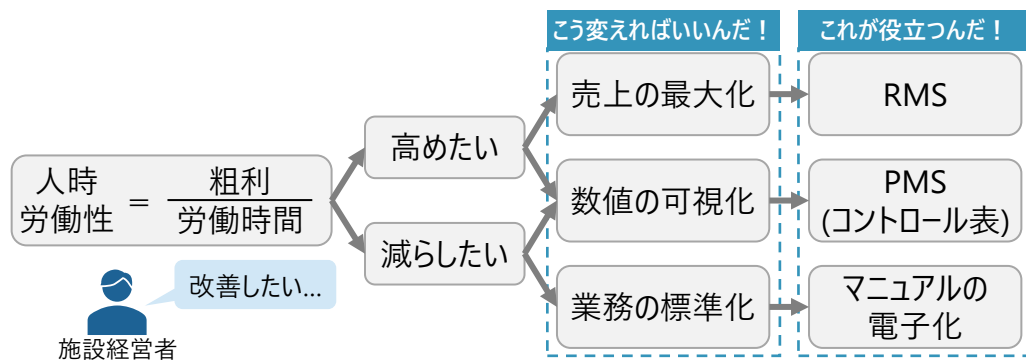 こう変えればいいんだ！
これが役立つんだ！
売上の最大化
RMS
高めたい
人時
労働性
=
粗利
労働時間
数値の可視化
PMS
(コントロール表)
減らしたい
改善したい…
業務の標準化
マニュアルの
電子化
施設経営者